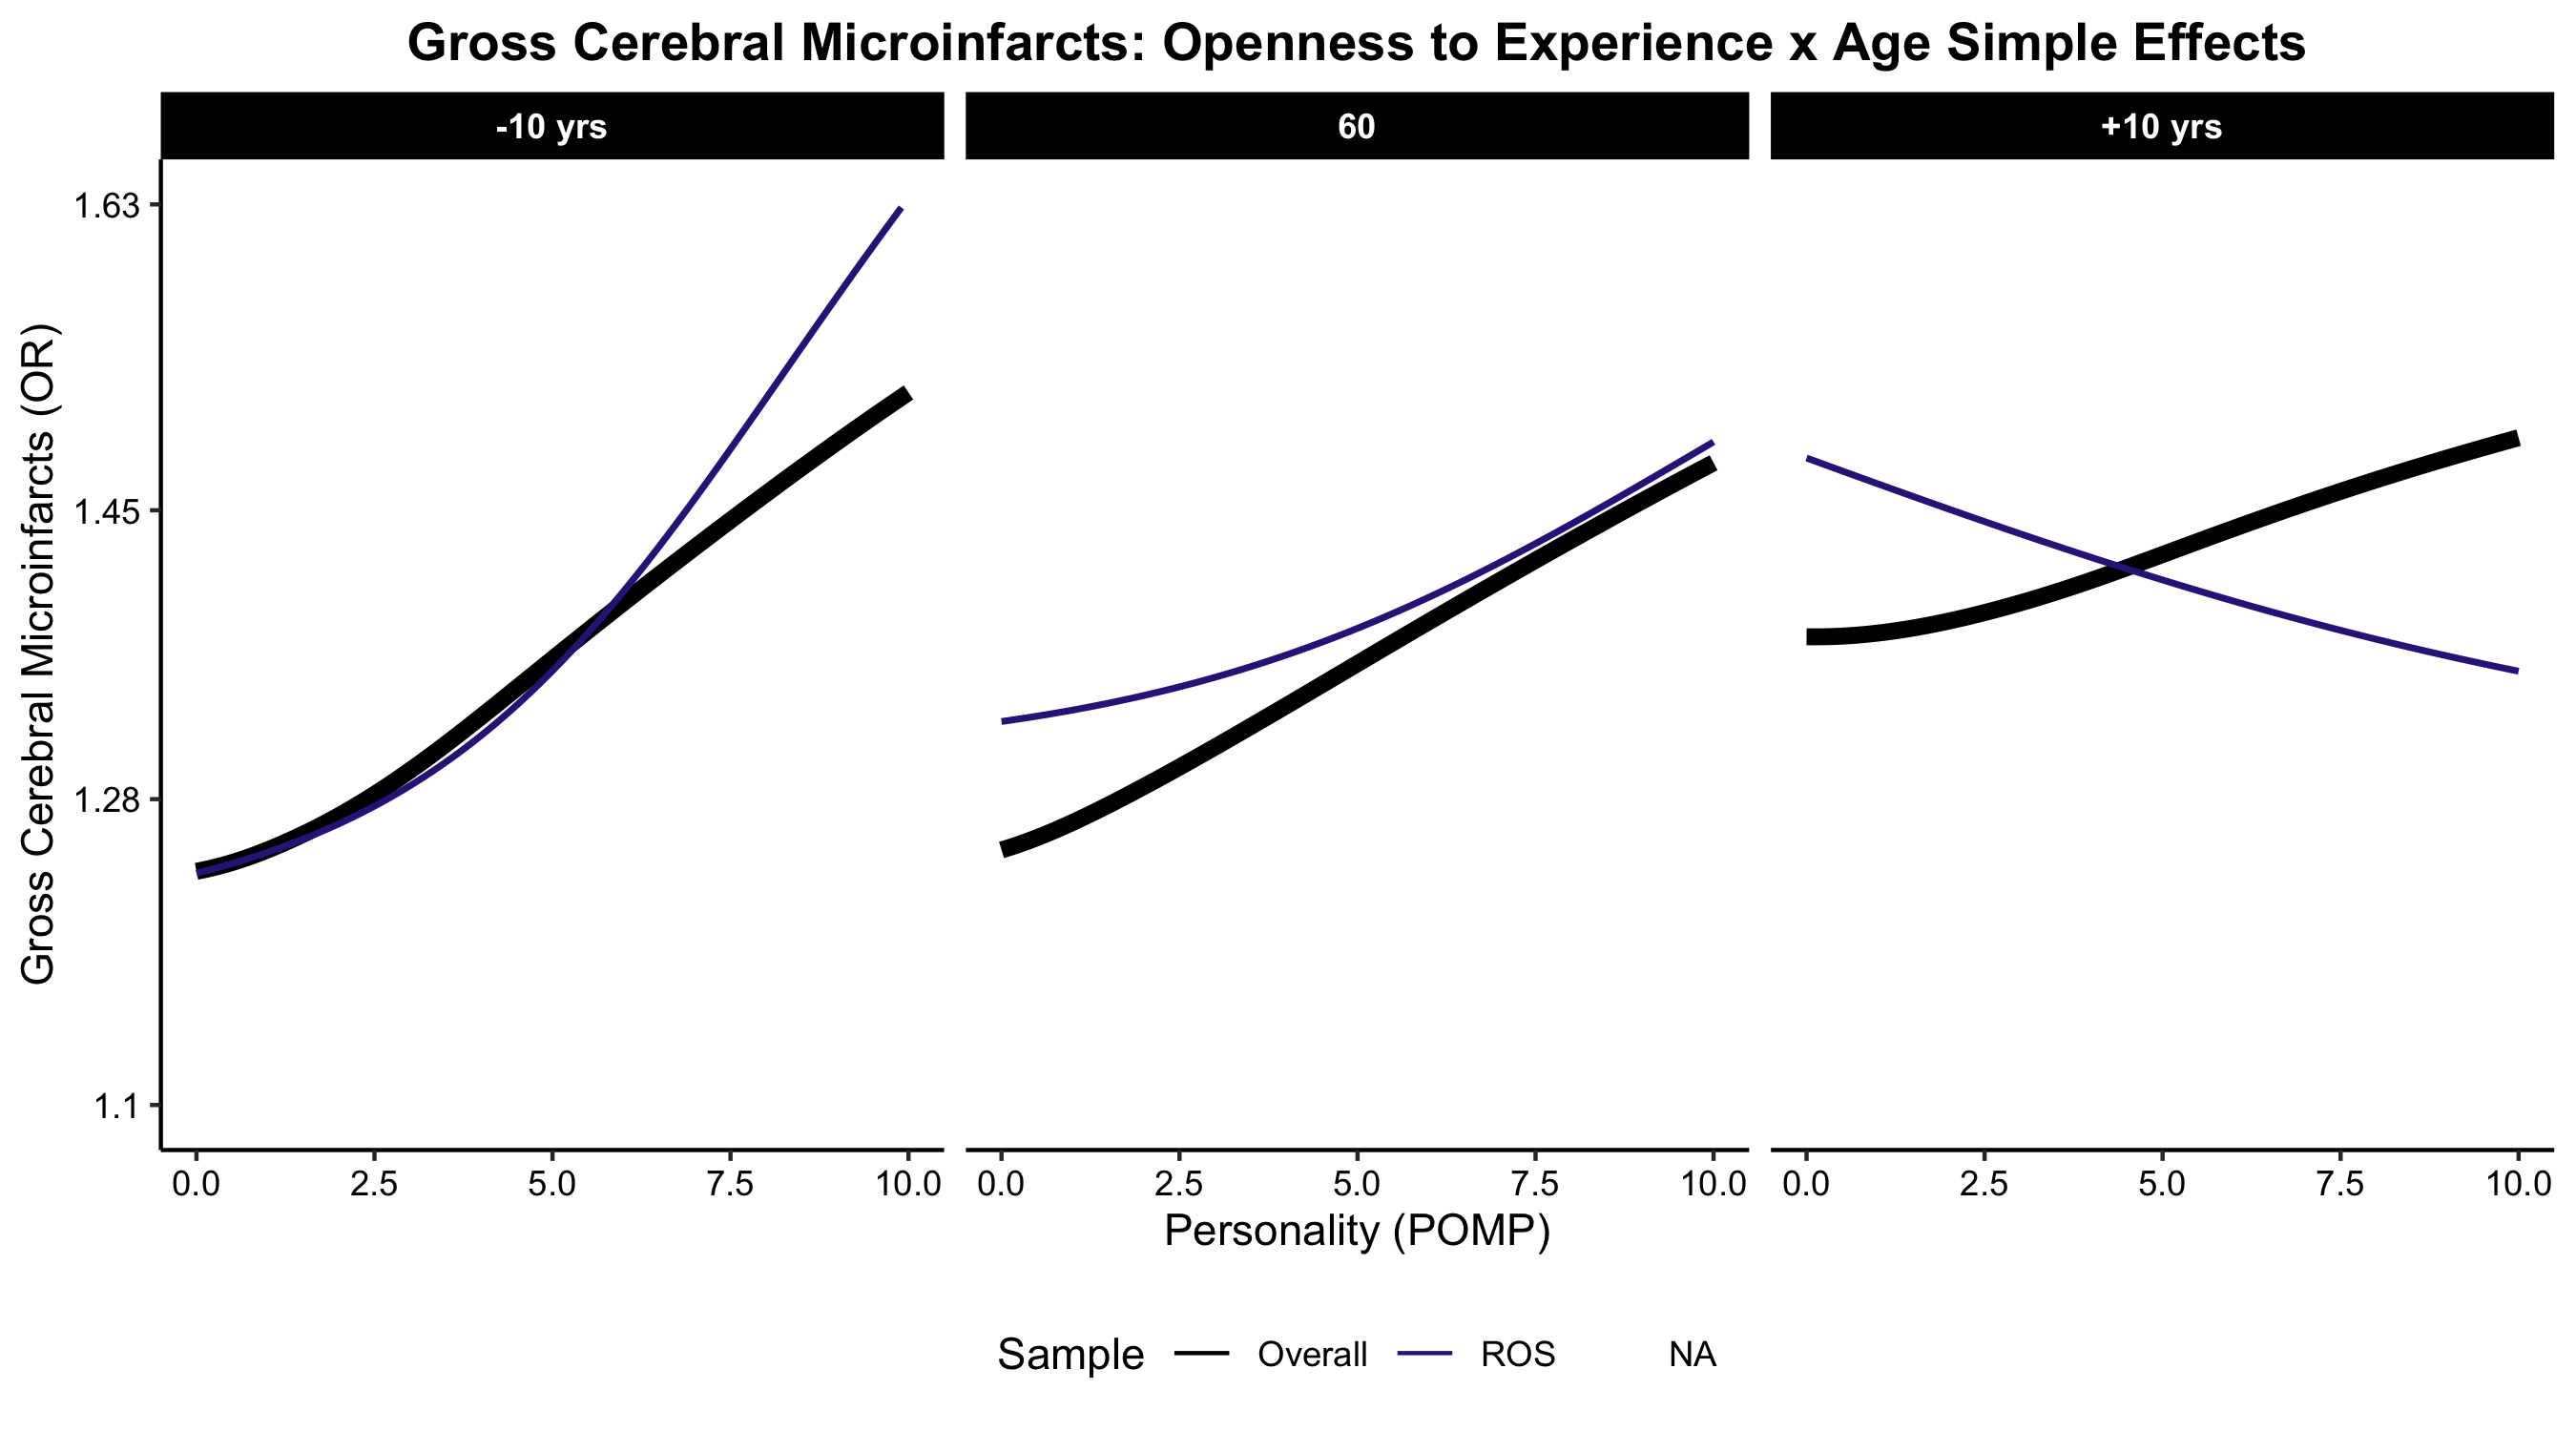 Gross Cerebral Microinfarcts: Openness to Experience x Age Simple Effects
-10 yrs
60
+10 yrs
Gross Cerebral Microinfarcts (OR)
1.63
1.45
1.28
1.1
0.0 2.5 5.0 7.5 10.0
0.0 2.5 5.0 7.5 10.0
0.0 2.5 5.0 7.5 10.0
Personality (POMP)
Sample Overall ROS NA